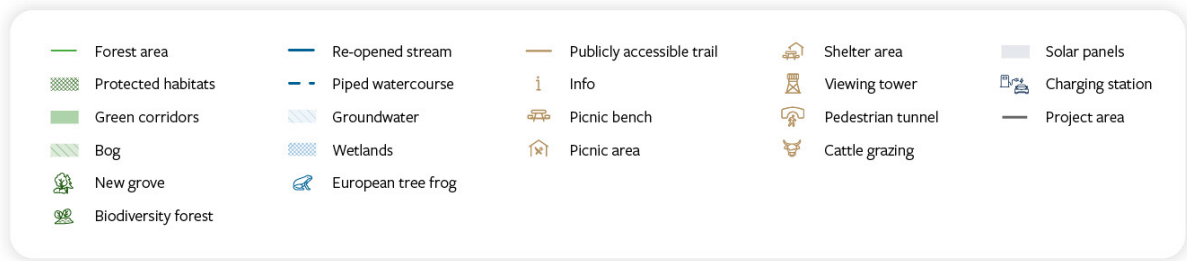 Forest area
Protected habitats
Green corridors
Bog
New grove
Biodiversity forest
Re-opened stream
Piped watercourse
Groundwater
Wetlands
European tree frog
Publicly accessible trail
Info
Picnic bench
Picnic area
Shelter area
Viewing tower
Pedestrian tunnel
Cattle grazing
Solar panels
Charging station
Project area